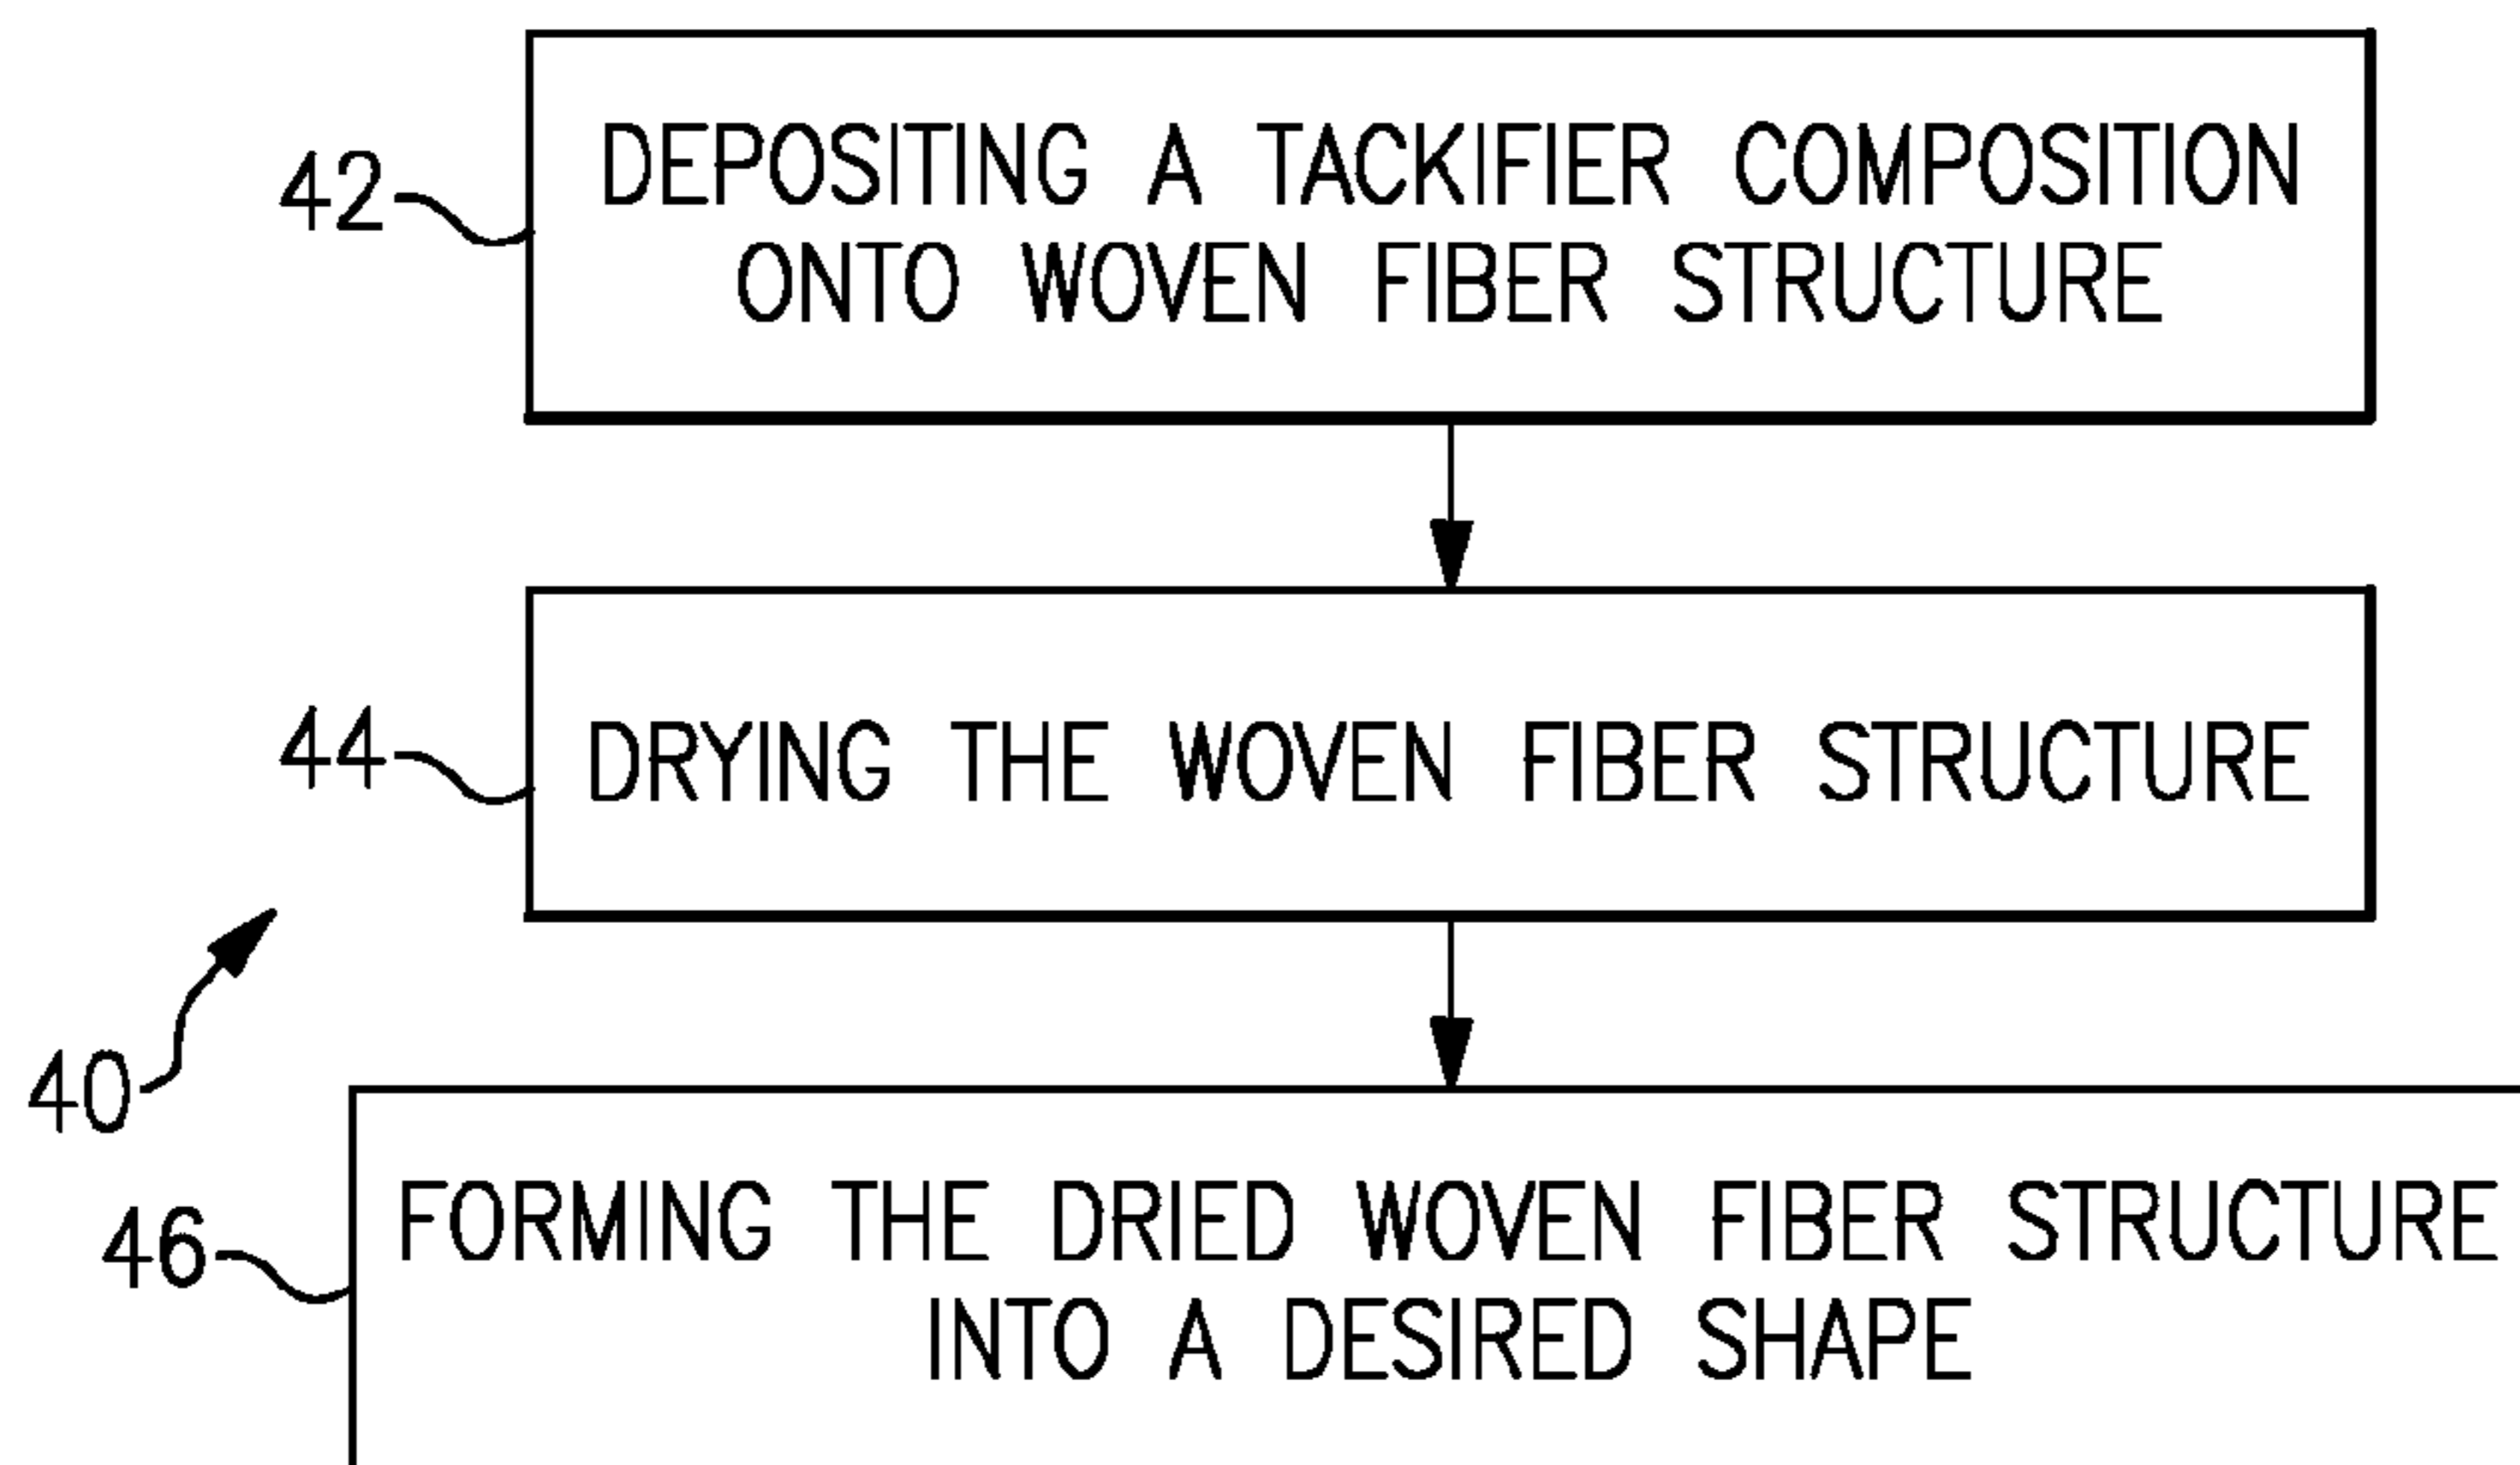 42
DEPOSITING A TACKIFIER COMPOSITION
ONTO WOVEN FIBER STRUCTURE
44
DRYING THE WOVEN FIBER STRUCTURE
40
46
FORMING THE DRIED WOVEN FIBER STRUCTURE
INTO A DESIRED SHAPE